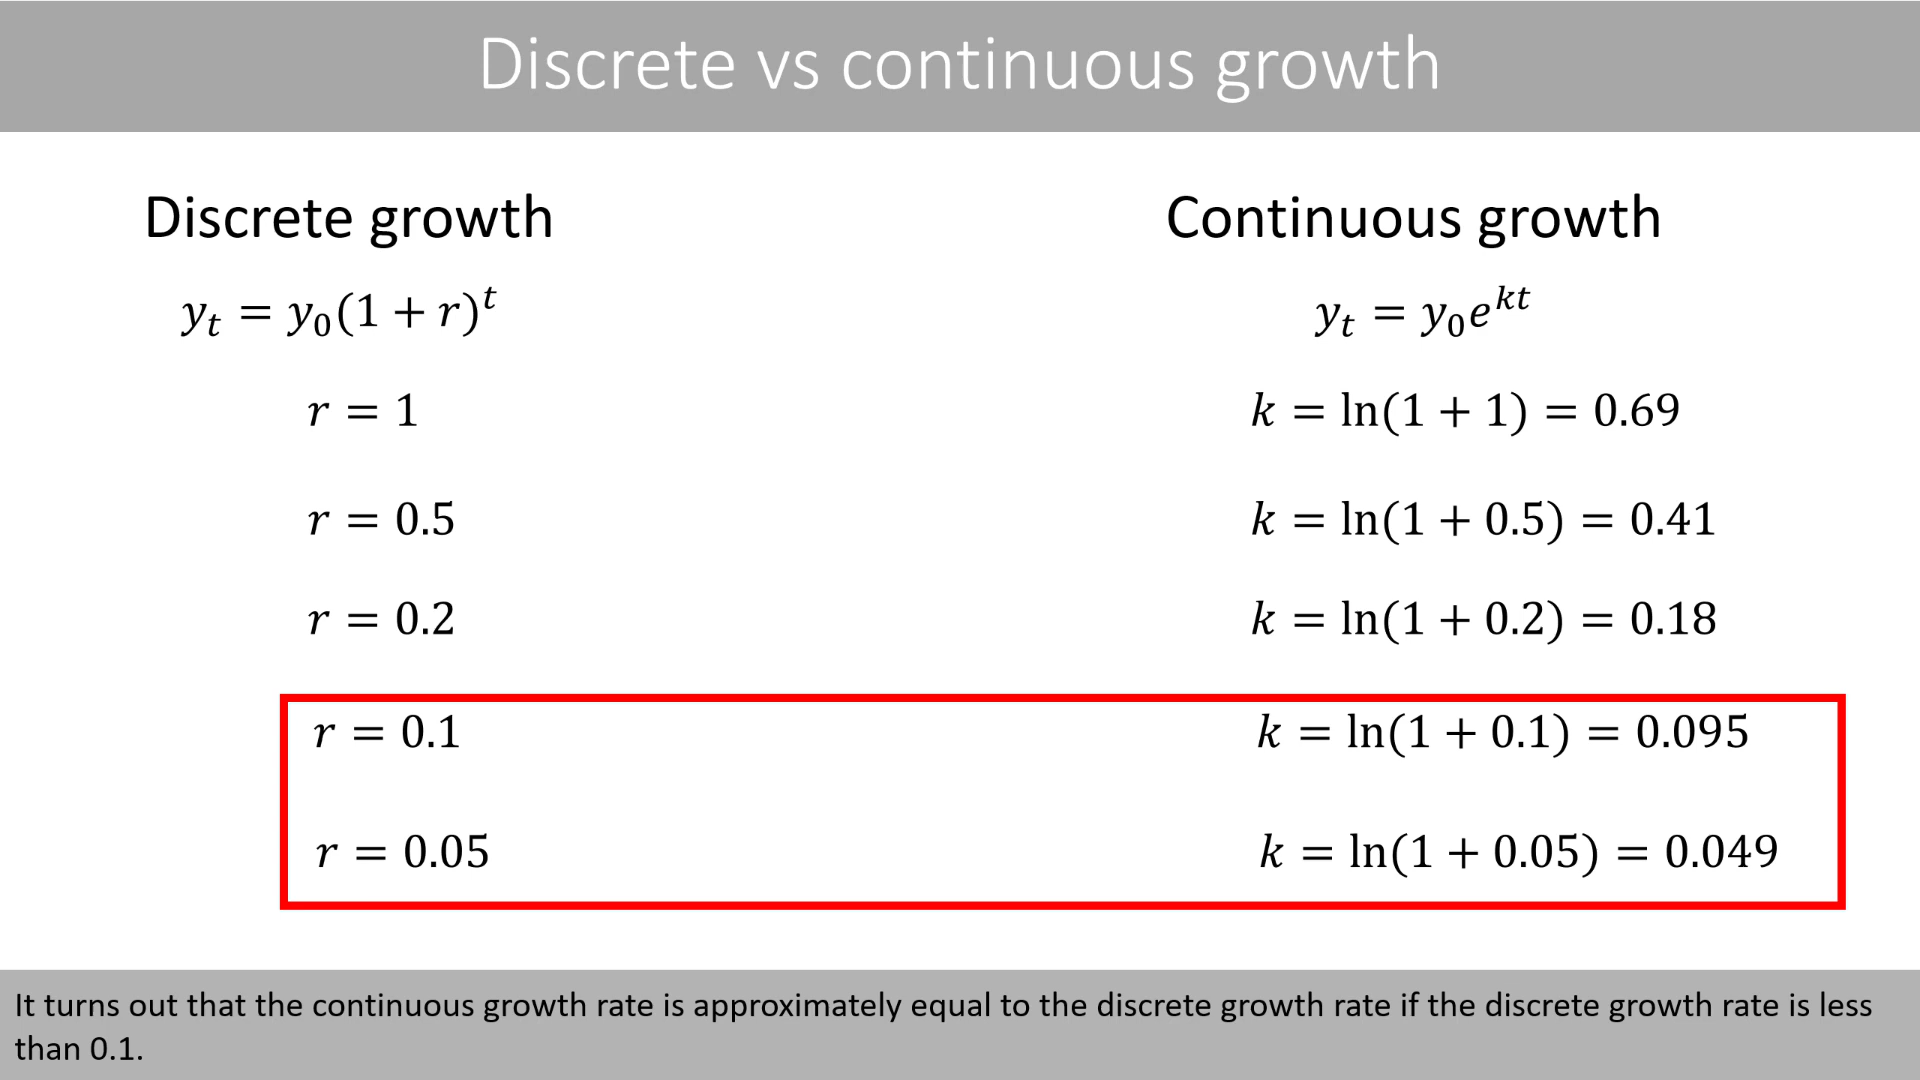 Discrete vs continuous growth
Discrete growth
Continuous growth
y_t = y_0(1 + r)^t
y_t = y_0e^{kt}
r = 1
k = ln(1 + 1) = 0.69
r = 0.5
k = ln(1 + 0.5) = 0.41
r = 0.2
k = ln(1 + 0.2) = 0.18
r = 0.1
k = ln(1 + 0.1) = 0.095
r = 0.05
k = ln(1 + 0.05) = 0.049
It turns out that the continuous growth rate is approximately equal to the discrete growth rate if the discrete growth rate is less
than 0.1.